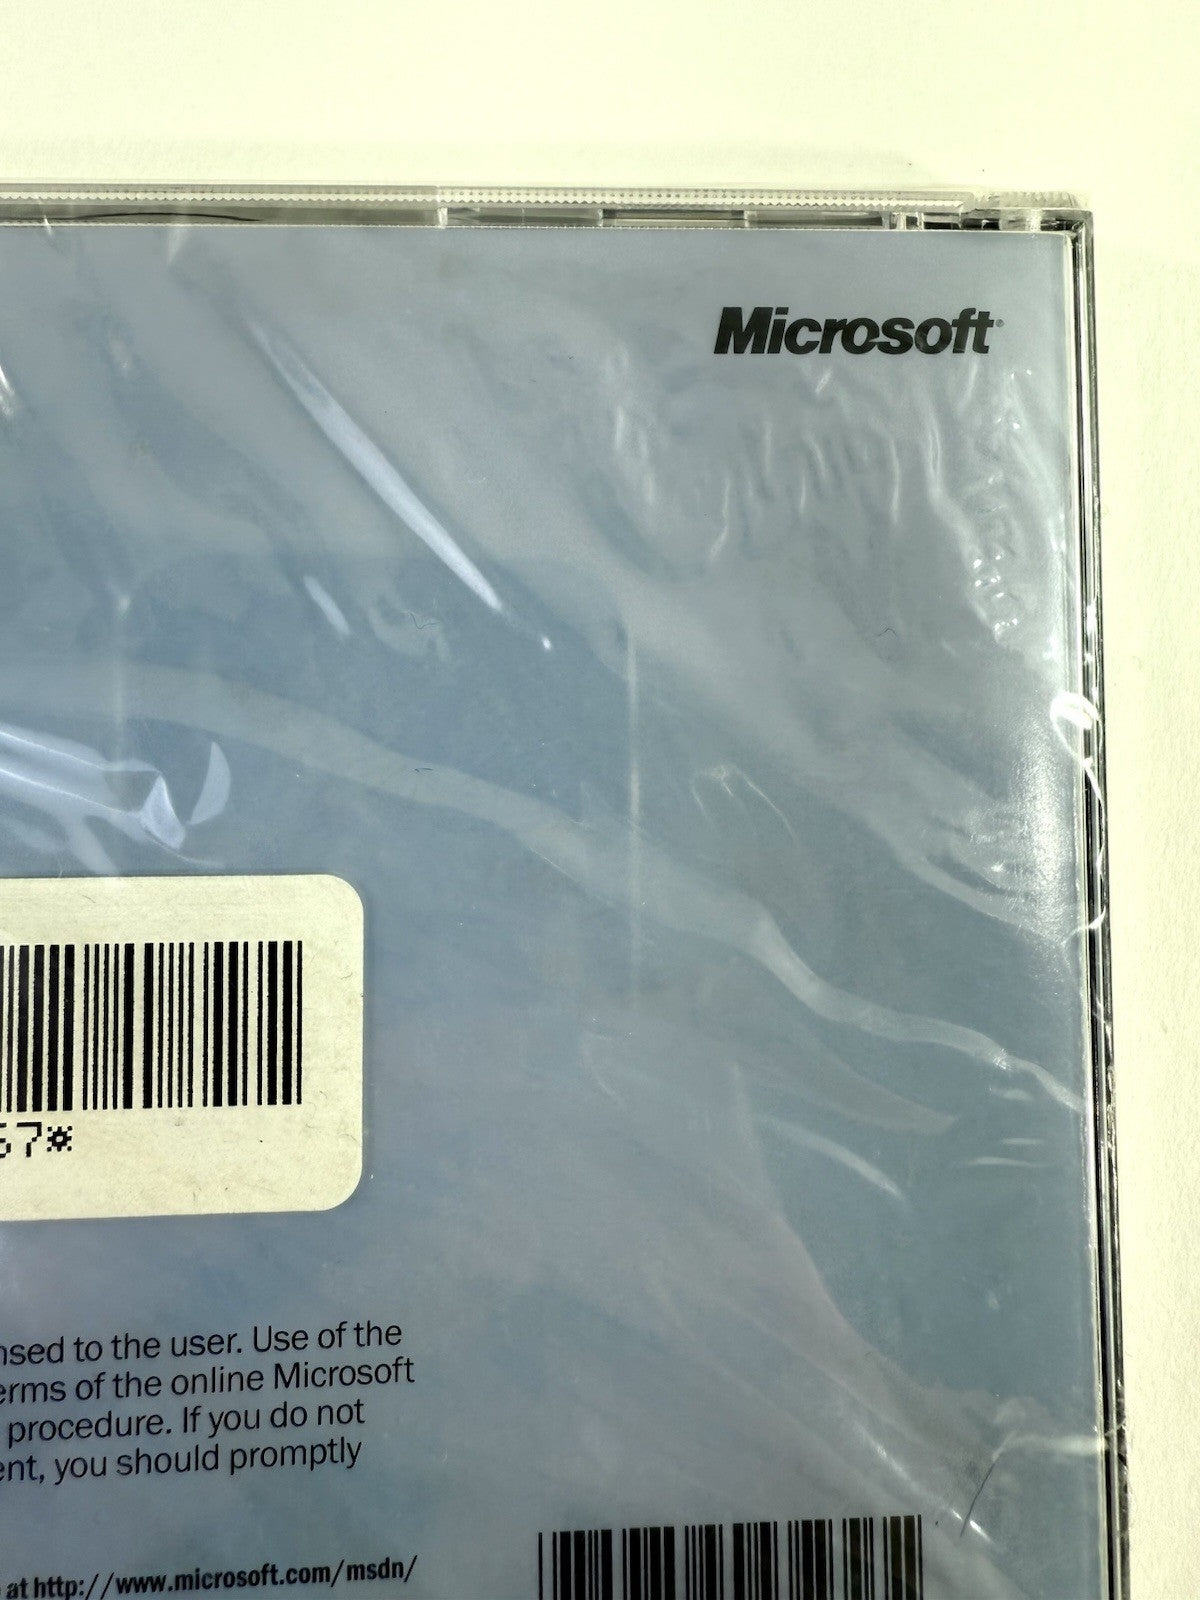 Microsoft®
67*
nsed to the user. Use of the
erms of the online Microsoft
procedure. If you do not
ent, you should promptly
at http://www.microsoft.com/msdn/